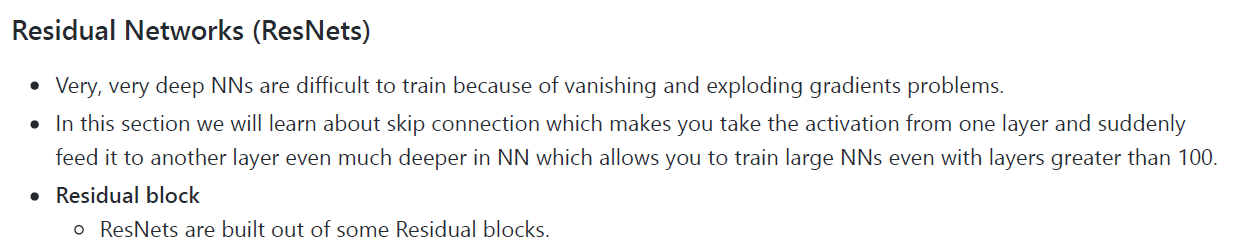 Residual Networks (ResNets)
Very, very deep NNs are difficult to train because of vanishing and exploding gradients problems.
In this section we will learn about skip connection which makes you take the activation from one layer and suddenly
feed it to another layer even much deeper in NN which allows you to train large NNs even with layers greater than 100.
Residual block
ResNets are built out of some Residual blocks.